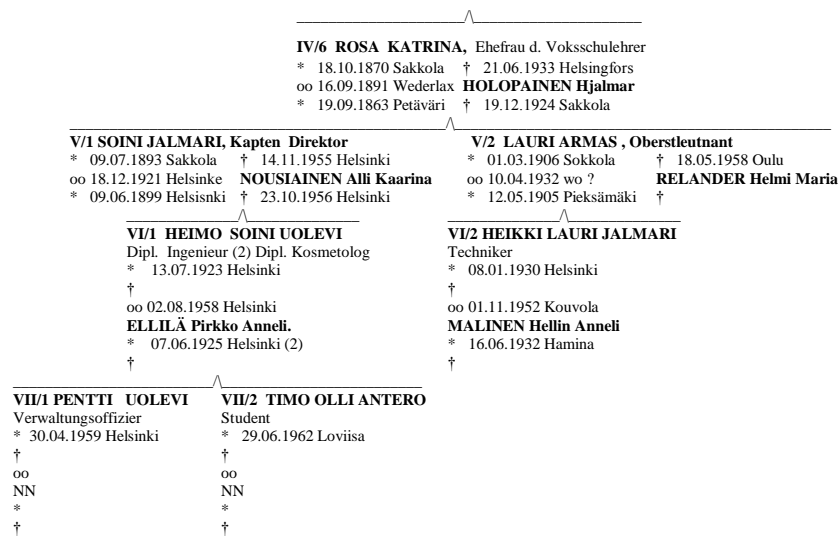 IV/6 ROSA KATRINA, Ehefrau d. Voksschulehrer
* 18.10.1870 Sakkola † 21.06.1933 Helsingfors
oo 16.09.1891 Wederlax HOLOPAINEN Hjalmar
* 19.09.1863 Petäväri † 19.12.1924 Sakkola
V/1 SOINI JALMARI, Kapten Direktor
* 09.07.1893 Sakkola † 14.11.1955 Helsinki
oo 18.12.1921 Helsinke NOUSIAINEN Alli Kaarina
* 09.06.1899 Helsisnki † 23.10.1956 Helsinki
V/2 LAURI ARMAS , Oberstleutnant
* 01.03.1906 Sokkola † 18.05.1958 Oulu
oo 10.04.1932 wo ? RELANDER Helmi Maria
* 12.05.1905 Pieksämäki †
VI/1 HEIMO SOINI UOLEVI
Dipl. Ingenieur (2) Dipl. Kosmetolog
* 13.07.1923 Helsinki
†
oo 02.08.1958 Helsinki
ELLILÄ Pirkko Anneli.
* 07.06.1925 Helsinki (2)
†
VI/2 HEIKKI LAURI JALMARI
Techniker
* 08.01.1930 Helsinki
†
oo 01.11.1952 Kouvola
MALINEN Hellin Anneli
* 16.06.1932 Hamina
†
VII/1 PENTTI UOLEVI
Verwaltungsoffizier
* 30.04.1959 Helsinki
†
oo
NN
*
†
VII/2 TIMO OLLI ANTERO
Student
* 29.06.1962 Loviisa
†
oo
NN
*
†